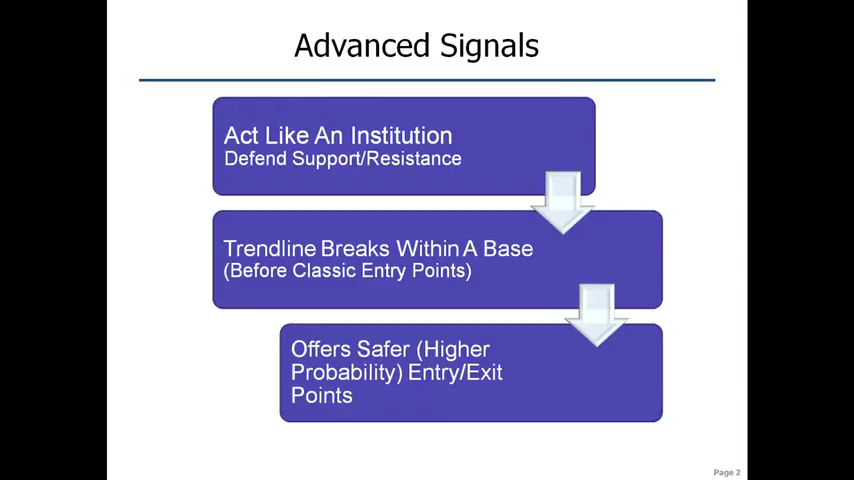 Advanced Signals
Act Like An Institution
Defend Support/Resistance
Trendline Breaks Within A Base
(Before Classic Entry Points)
Offers Safer (Higher
Probability) Entry/Exit
Points
Page 2